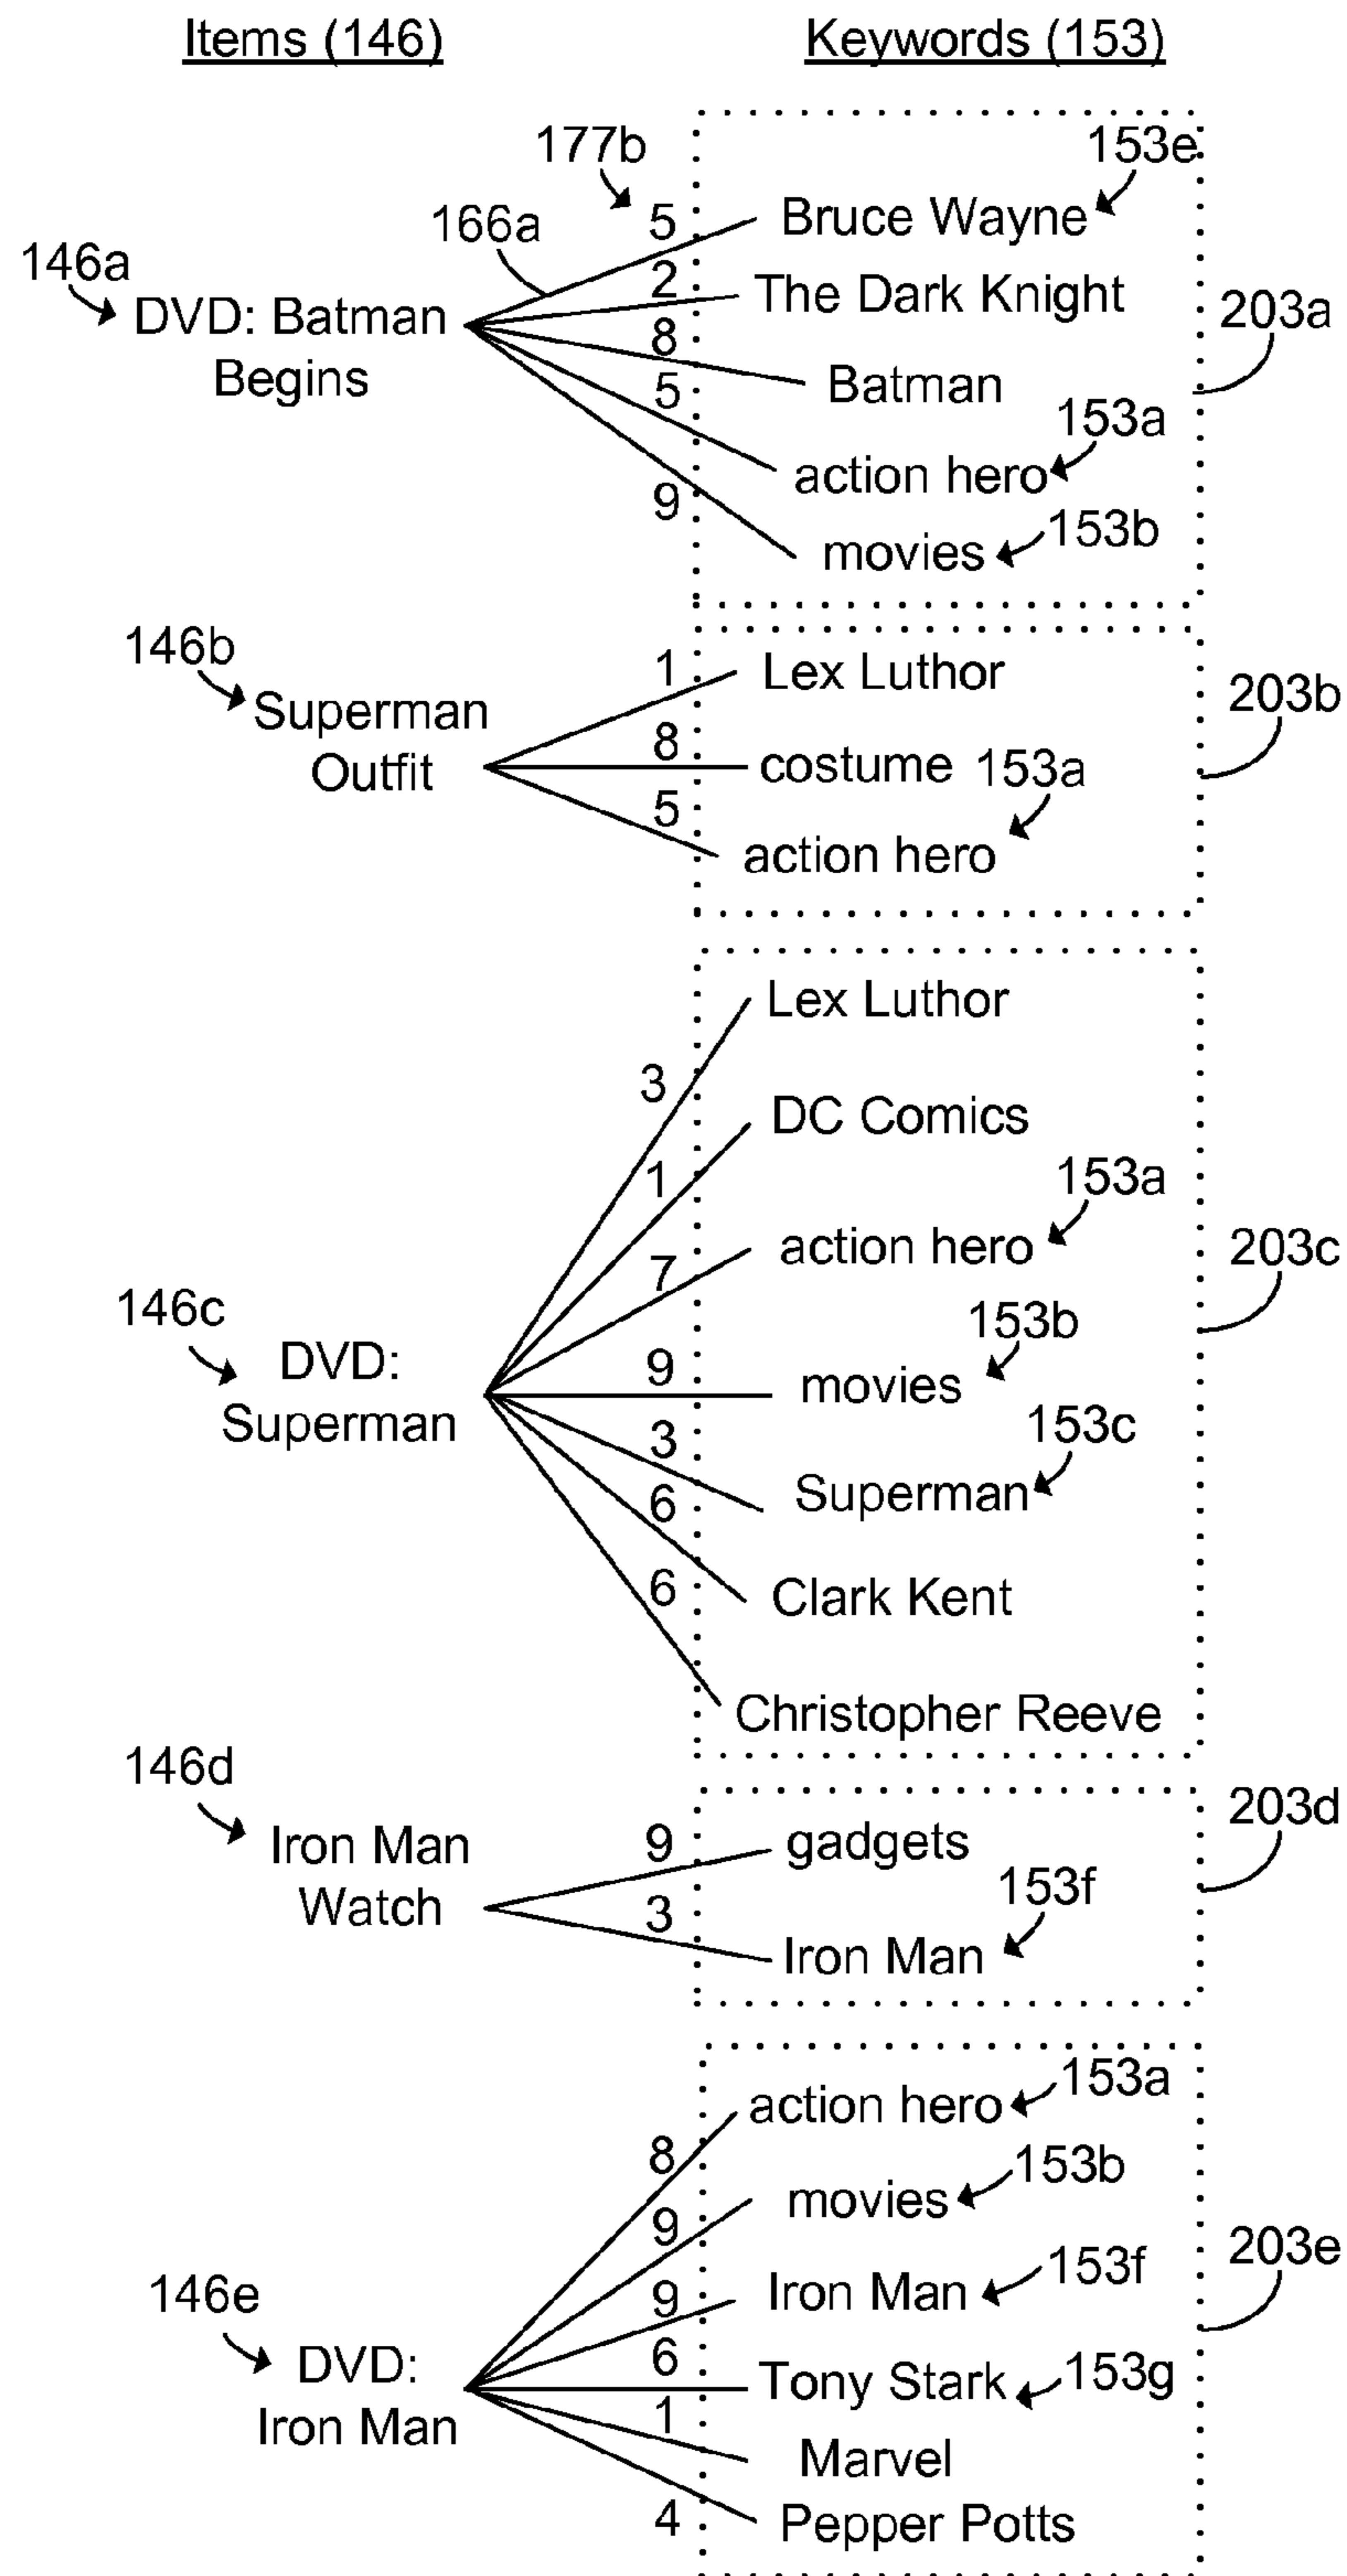 Items (146)
Keywords (153)
177b
153e
166a
5
Bruce Wayne
146a
2
The Dark Knight
DVD: Batman
Begins
203a
8
Batman
5
153a
action hero
9
153b
movies
146b
1
Lex Luthor
203b
Superman
Outfit
8
costume
153a
5
action hero
Lex Luthor
3
DC Comics
1
153a
action hero
203c
7
146c
153b
DVD:
Superman
9
movies
153c
3
Superman
6
Clark Kent
6
Christopher Reeve
146d
203d
Iron Man
Watch
9
gadgets
153f
3
Iron Man
153a
action hero
8
153b
movies
9
203e
153f
Iron Man
146e
9
DVD:
Iron Man
6
Tony Stark
153g
1
Marvel
4
Pepper Potts